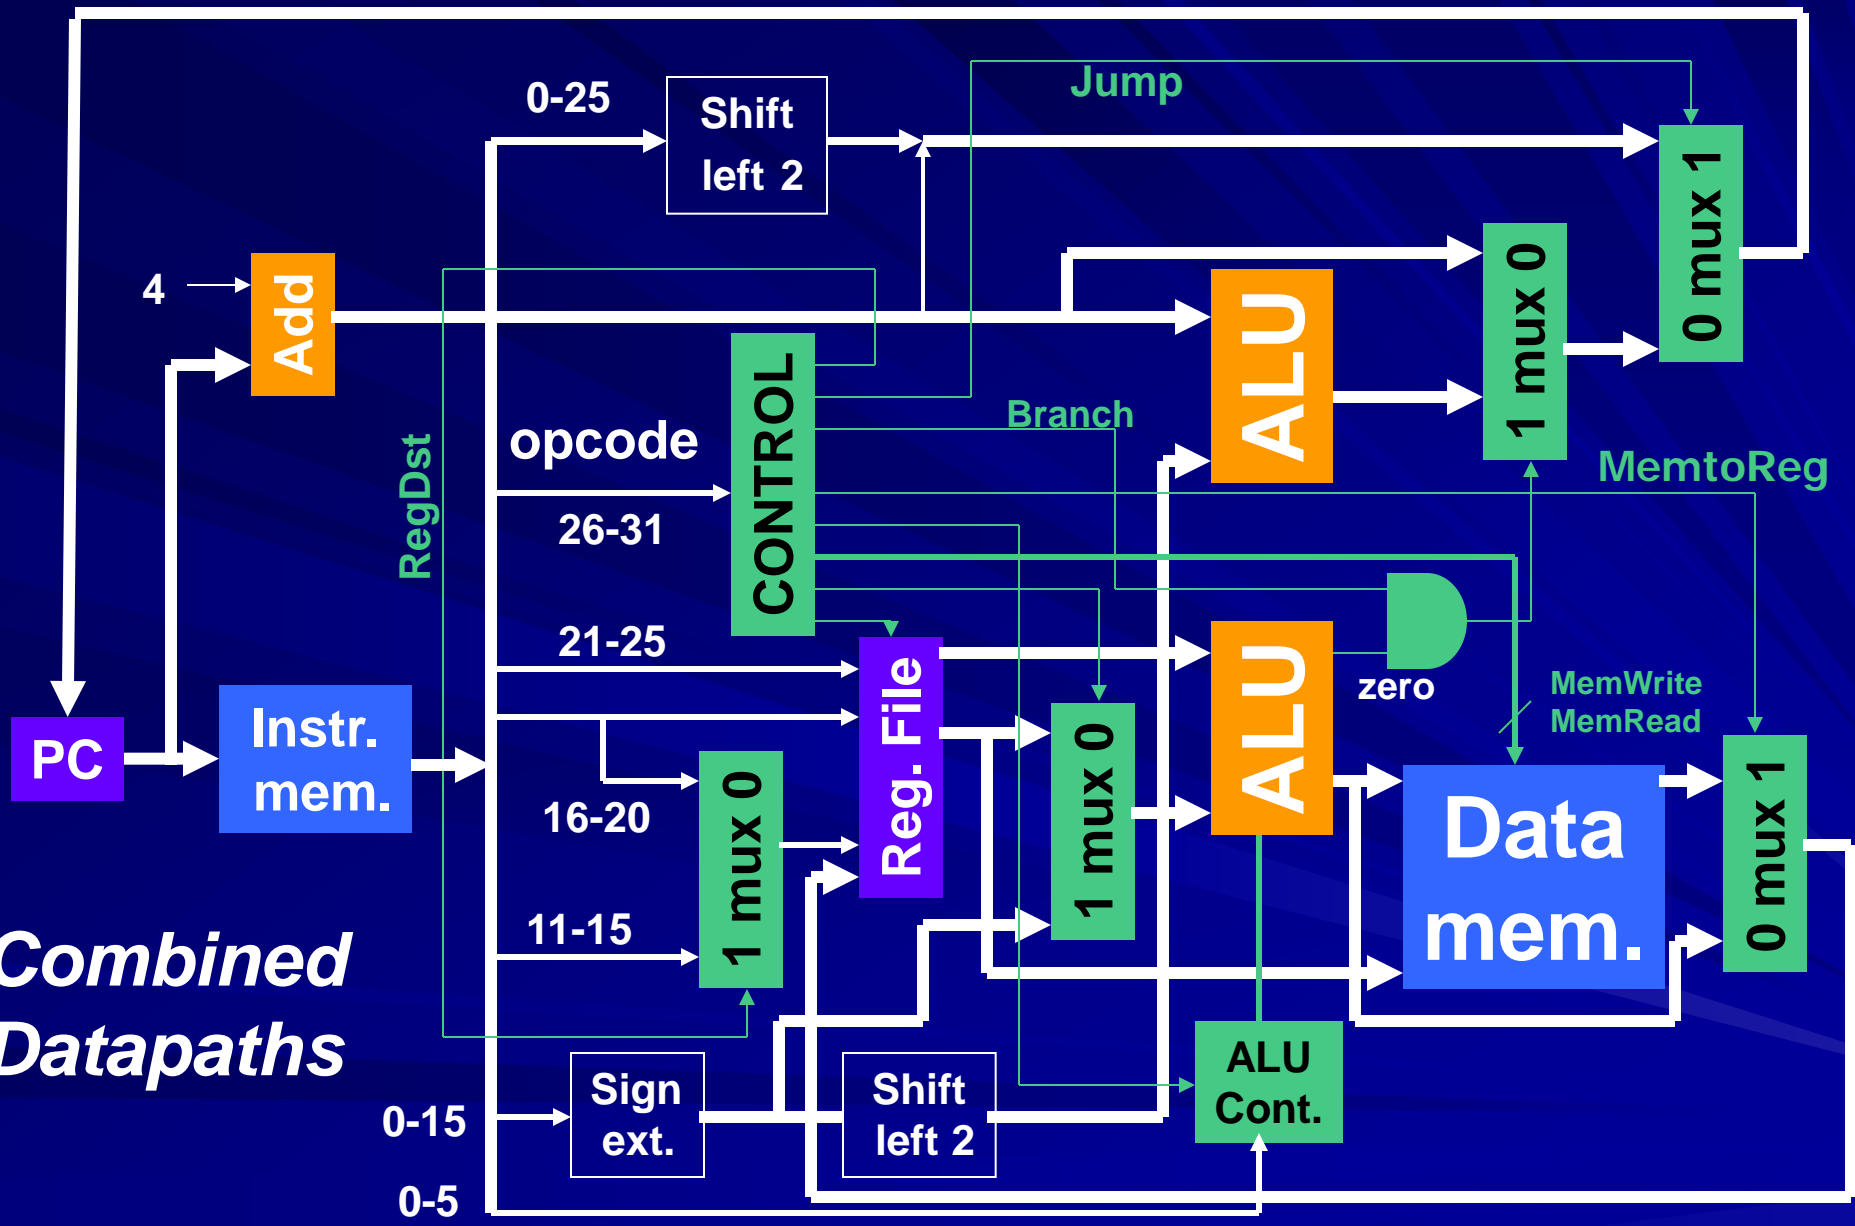 Jump
0-25
Shift
left 2
0 mux 1
4
Add
ALU
1 mux 0
Branch
CONTROL
opcode
MemtoReg
RegDst
26-31
21-25
Reg. File
ALU
zero
MemWrite
MemRead
PC
Instr.
mem.
1 mux 0
16-20
1 mux 0
Data
mem.
0 mux 1
11-15
Combined
Datapaths
Sign
ext.
Shift
left 2
ALU
Cont.
0-15
0-5